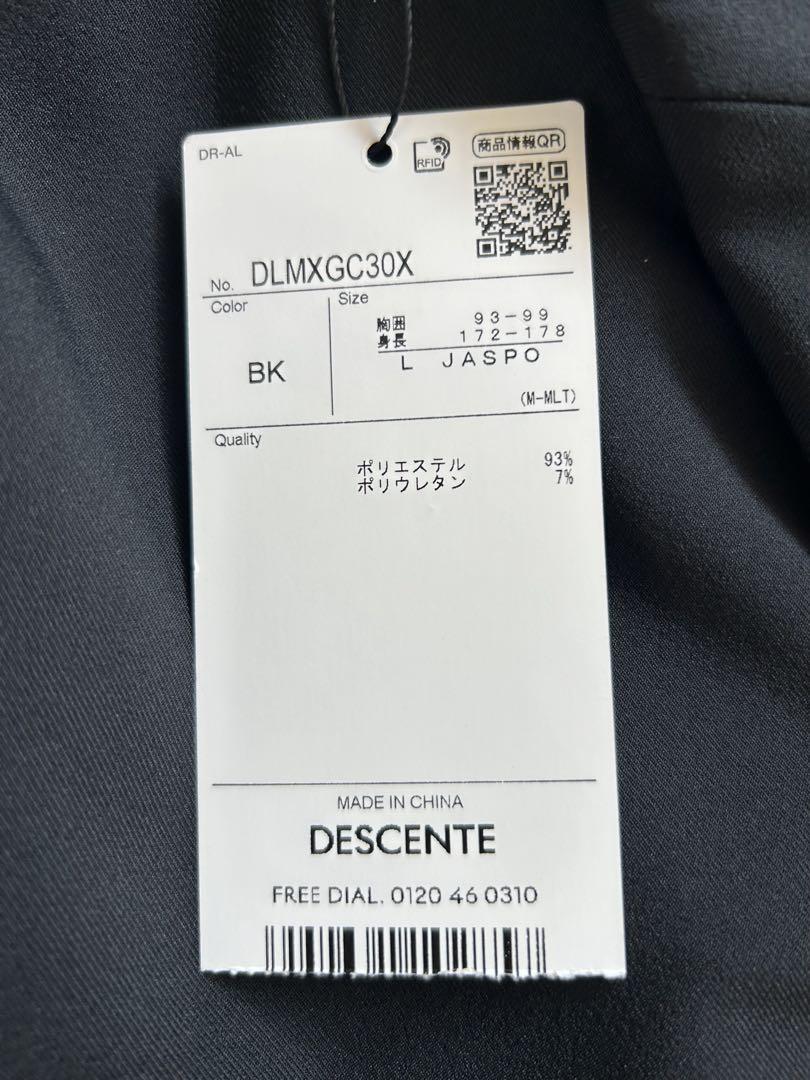 DR-AL
RFID
商品情報QR
No. DLMXGC30X
Color
Size
胸囲 93-99
身長 172-178
BK
L JASPO
(M-MLT)
Quality
ポリエステル 93%
ポリウレタン 7%
MADE IN CHINA
DESCENTE
FREE DIAL. 0120 46 0310